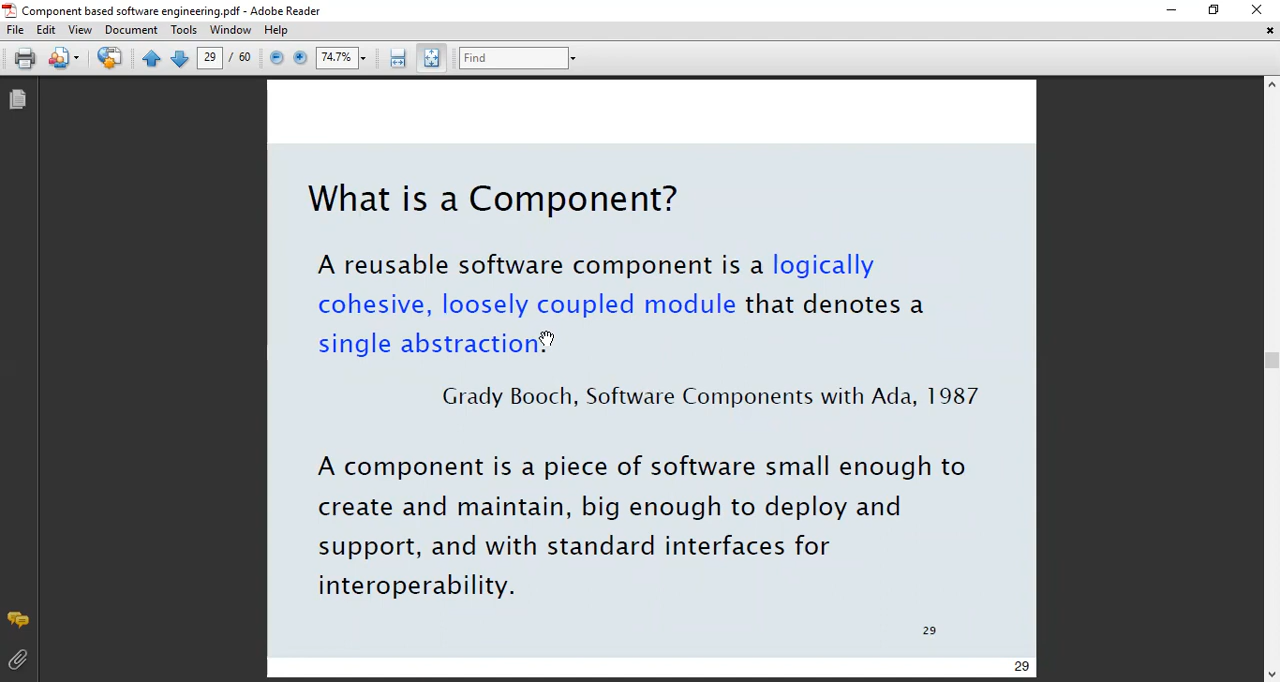 Component based software engineering.pdf - Adobe Reader
File Edit View Document Tools Window Help
29 / 60 74.7% Find
What is a Component?
A reusable software component is a logically
cohesive, loosely coupled module that denotes a
single abstraction.
Grady Booch, Software Components with Ada, 1987
A component is a piece of software small enough to
create and maintain, big enough to deploy and
support, and with standard interfaces for
interoperability.
29
29